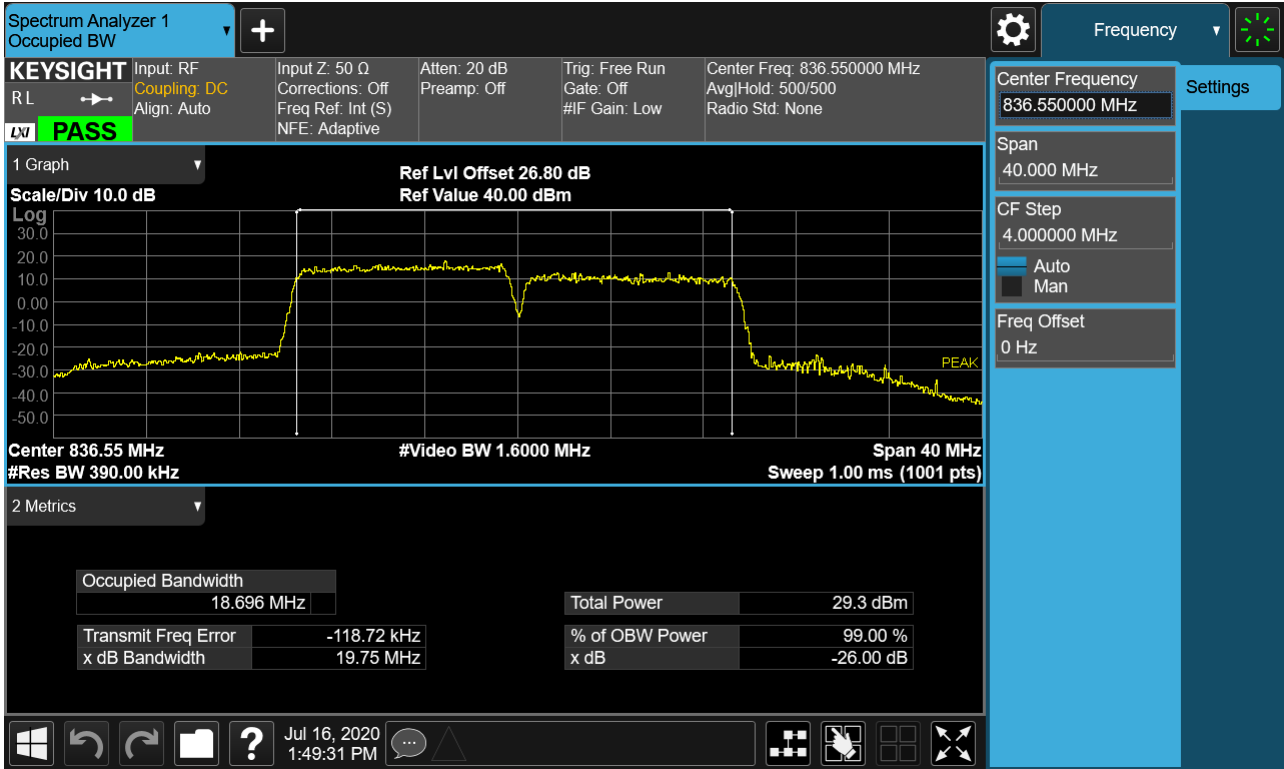 Spectrum Analyzer 1
Occupied BW
Frequency
KEYSIGHT
R L
LXI
PASS
Input: RF
Coupling: DC
Align: Auto
Input Z: 50 Ω
Corrections: Off
Freq Ref: Int (S)
NFE: Adaptive
Atten: 20 dB
Preamp: Off
Trig: Free Run
Gate: Off
#IF Gain: Low
Center Freq: 836.550000 MHz
Avg|Hold: 500/500
Radio Std: None
Center Frequency
836.550000 MHz
Settings
Span
40.000 MHz
CF Step
4.000000 MHz
Auto
Man
Freq Offset
0 Hz
1 Graph
Ref Lvl Offset 26.80 dB
Scale/Div 10.0 dB
Ref Value 40.00 dBm
Log
30.0
20.0
10.0
0.00
-10.0
-20.0
-30.0
-40.0
-50.0
PEAK
Center 836.55 MHz
#Video BW 1.6000 MHz
Span 40 MHz
#Res BW 390.00 kHz
Sweep 1.00 ms (1001 pts)
2 Metrics
Occupied Bandwidth
18.696 MHz
Total Power 29.3 dBm
Transmit Freq Error -118.72 kHz
% of OBW Power 99.00 %
x dB Bandwidth 19.75 MHz
x dB -26.00 dB
?
Jul 16, 2020
1:49:31 PM